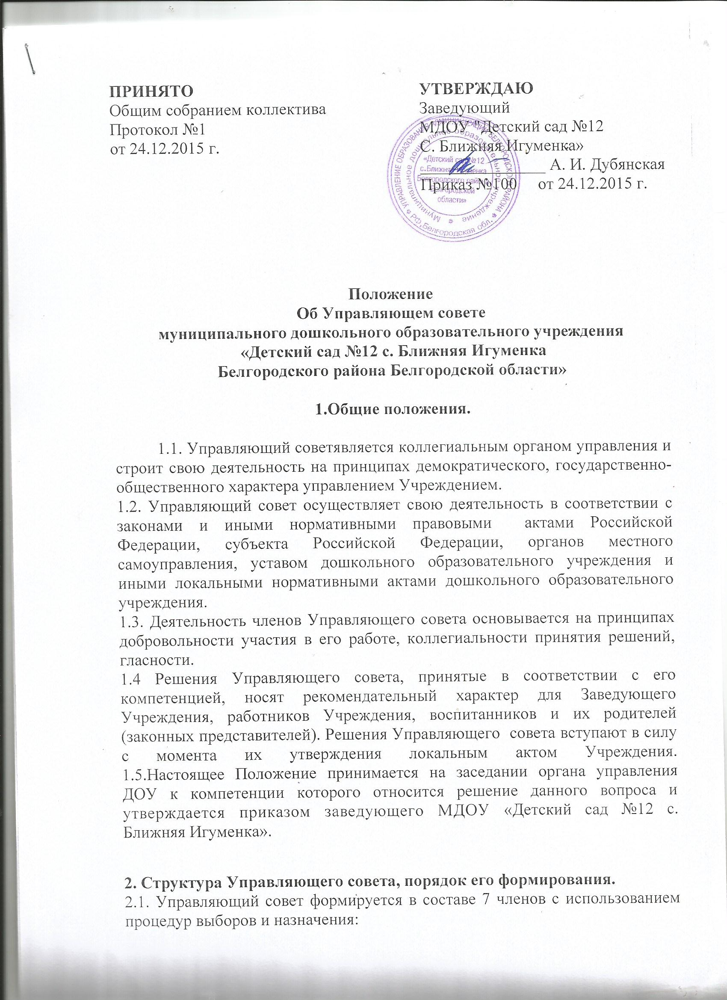 ПРИНЯТО
Общим собранием коллектива
Протокол №1
от 24.12.2015 г.
УТВЕРЖДАЮ
Заведующий
МДОУ "Детский сад №12
С. Ближняя Игуменка»
_______________ А. И. Дубянская
Приказ №100 от 24.12.2015 г.
УПРАВЛЕНИЕ ОБРАЗОВАНИЯ АДМИНИСТРАЦИИ БЕЛГОРОДСКОГО РАЙОНА
РФ, Белгородская обл.
Муниципальное дошкольное образовательное учреждение
«Детский сад №12
с. Ближняя Игуменка
Белгородского района
Белгородской
области»
Положение
Об Управляющем совете
муниципального дошкольного образовательного учреждения
«Детский сад №12 с. Ближняя Игуменка
Белгородского района Белгородской области»
1.Общие положения.
1.1. Управляющий советявляется коллегиальным органом управления и
строит свою деятельность на принципах демократического, государственно-
общественного характера управлением Учреждением.
1.2. Управляющий совет осуществляет свою деятельность в соответствии с
законами и иными нормативными правовыми актами Российской
Федерации, субъекта Российской Федерации, органов местного
самоуправления, уставом дошкольного образовательного учреждения и
иными локальными нормативными актами дошкольного образовательного
учреждения.
1.3. Деятельность членов Управляющего совета основывается на принципах
добровольности участия в его работе, коллегиальности принятия решений,
гласности.
1.4 Решения Управляющего совета, принятые в соответствии с его
компетенцией, носят рекомендательный характер для Заведующего
Учреждения, работников Учреждения, воспитанников и их родителей
(законных представителей). Решения Управляющего совета вступают в силу
с момента их утверждения локальным актом Учреждения.
1.5.Настоящее Положение принимается на заседании органа управления
ДОУ к компетенции которого относится решение данного вопроса и
утверждается приказом заведующего МДОУ «Детский сад №12 с.
Ближняя Игуменка».
2. Структура Управляющего совета, порядок его формирования.
2.1. Управляющий совет формируется в составе 7 членов с использованием
процедур выборов и назначения: